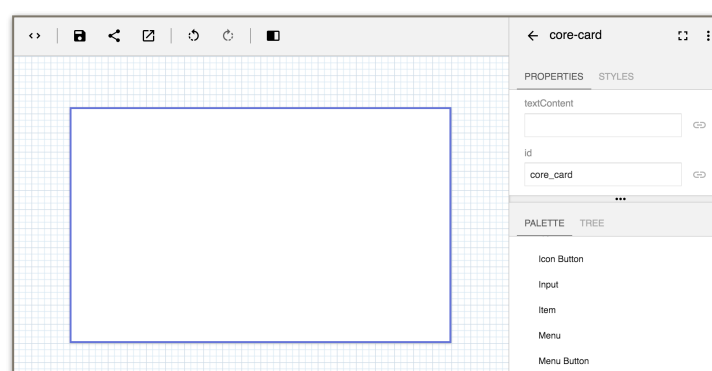 core-card
PROPERTIES STYLES
textContent
id
core_card
PALETTE TREE
Icon Button
Input
Item
Menu
Menu Button